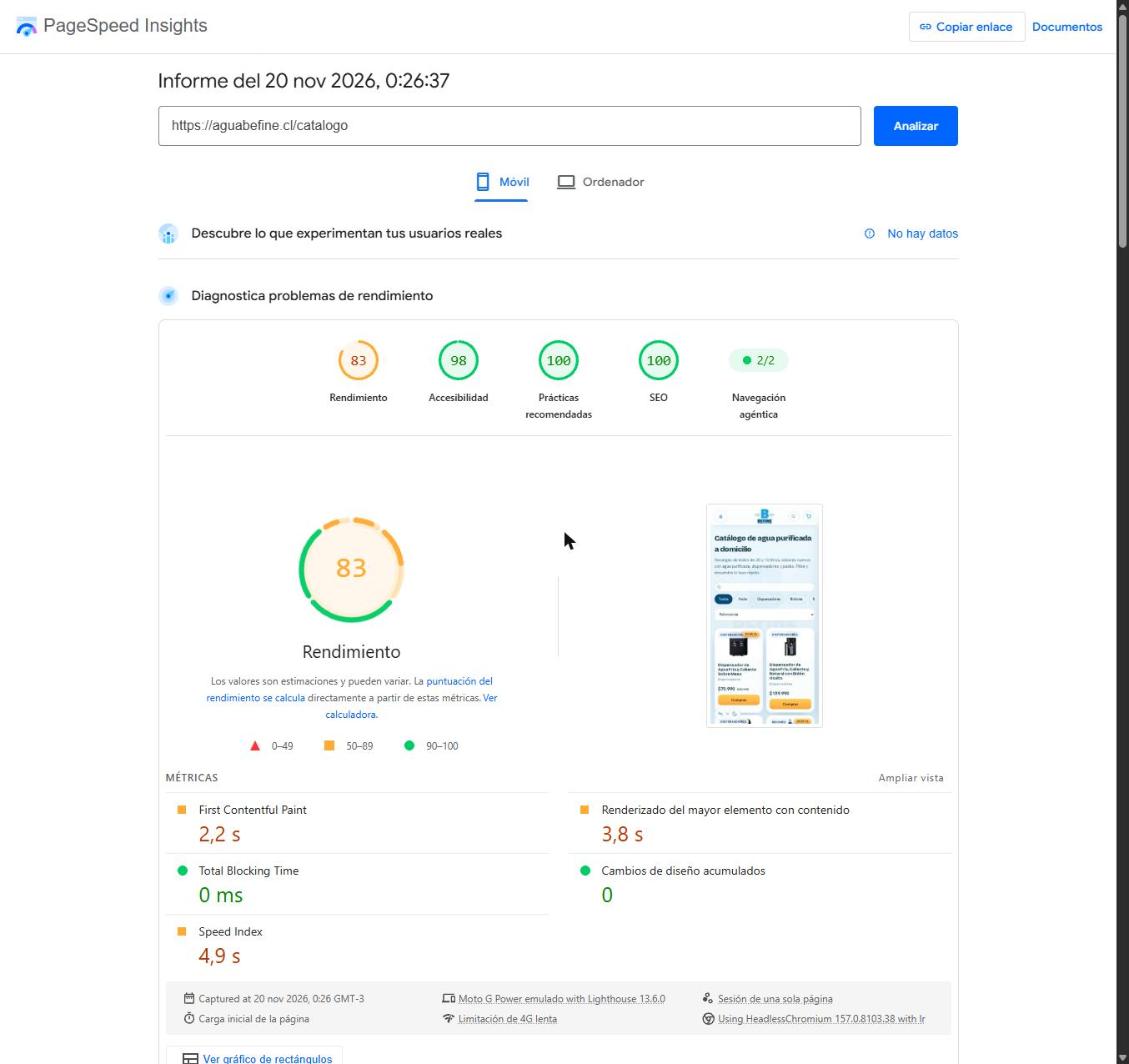 PageSpeed Insights
Copiar enlace
Documentos
Informe del 20 nov 2026, 0:26:37
https://aguabefine.cl/catalogo
Analizar
Móvil
Ordenador
Descubre lo que experimentan tus usuarios reales
No hay datos
Diagnostica problemas de rendimiento
83
98
100
100
2/2
Rendimiento
Accesibilidad
Prácticas
recomendadas
SEO
Navegación
agéntica
83
Rendimiento
Los valores son estimaciones y pueden variar. La puntuación del
rendimiento se calcula directamente a partir de estas métricas. Ver
calculadora.
0–49
50–89
90–100
B
BEFINE
Catálogo de agua purificada
a domicilio
MÉTRICAS
Ampliar vista
First Contentful Paint
2,2 s
Renderizado del mayor elemento con contenido
3,8 s
Total Blocking Time
0 ms
Cambios de diseño acumulados
0
Speed Index
4,9 s
Captured at 20 nov 2026, 0:26 GMT-3
Moto G Power emulado with Lighthouse 13.6.0
Sesión de una sola página
Carga inicial de la página
Limitación de 4G lenta
Using HeadlessChromium 157.0.8103.38 with lr
Ver gráfico de rectángulos